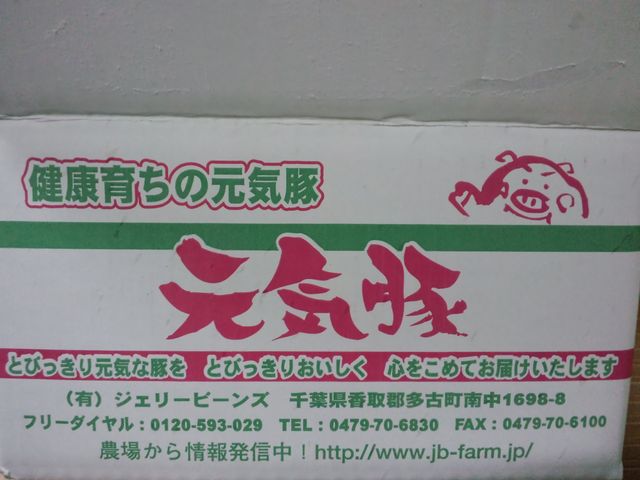 健康育ちの元気豚
元気豚
とびっきり元気な豚を とびっきりおいしく 心をこめてお届けいたします
（有）ジェリービーンズ 千葉県香取郡多古町南中1698-8
フリーダイヤル：0120-593-029 TEL：0479-70-6830 FAX：0479-70-6100
農場から情報発信中！http://www.jb-farm.jp/